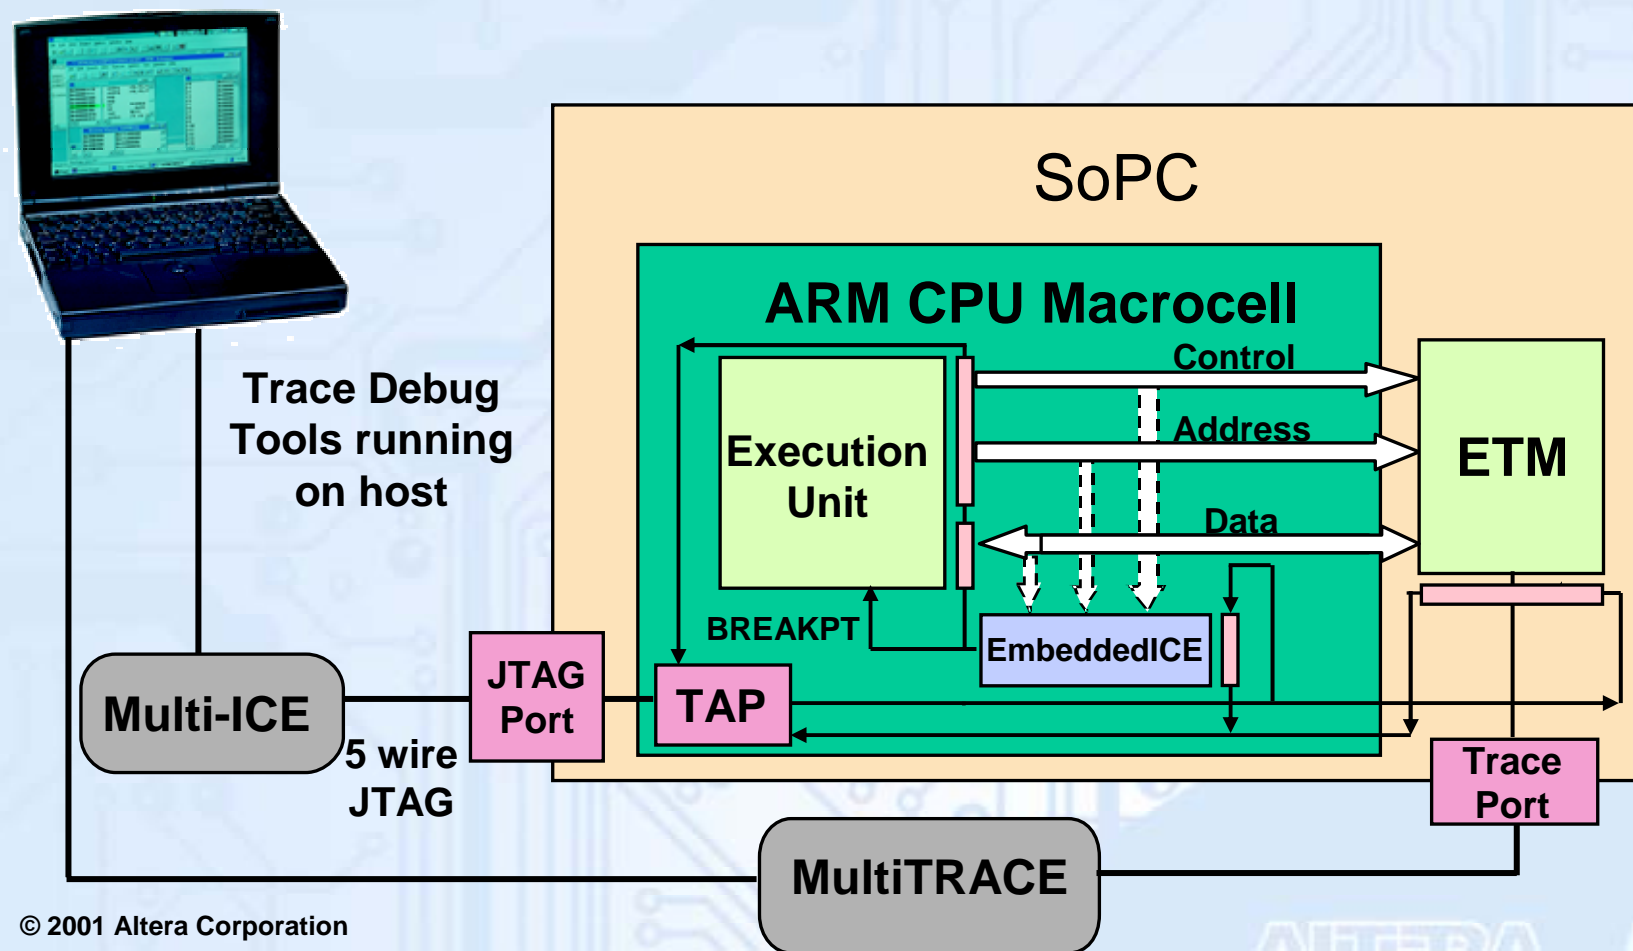 SoPC
ARM CPU Macrocell
Control
Trace Debug
Tools running
on host
Address
Execution
Unit
ETM
Data
BREAKPT
EmbeddedICE
JTAG
Port
TAP
Multi-ICE
5 wire
JTAG
Trace
Port
MultiTRACE
© 2001 Altera Corporation
ALTERA